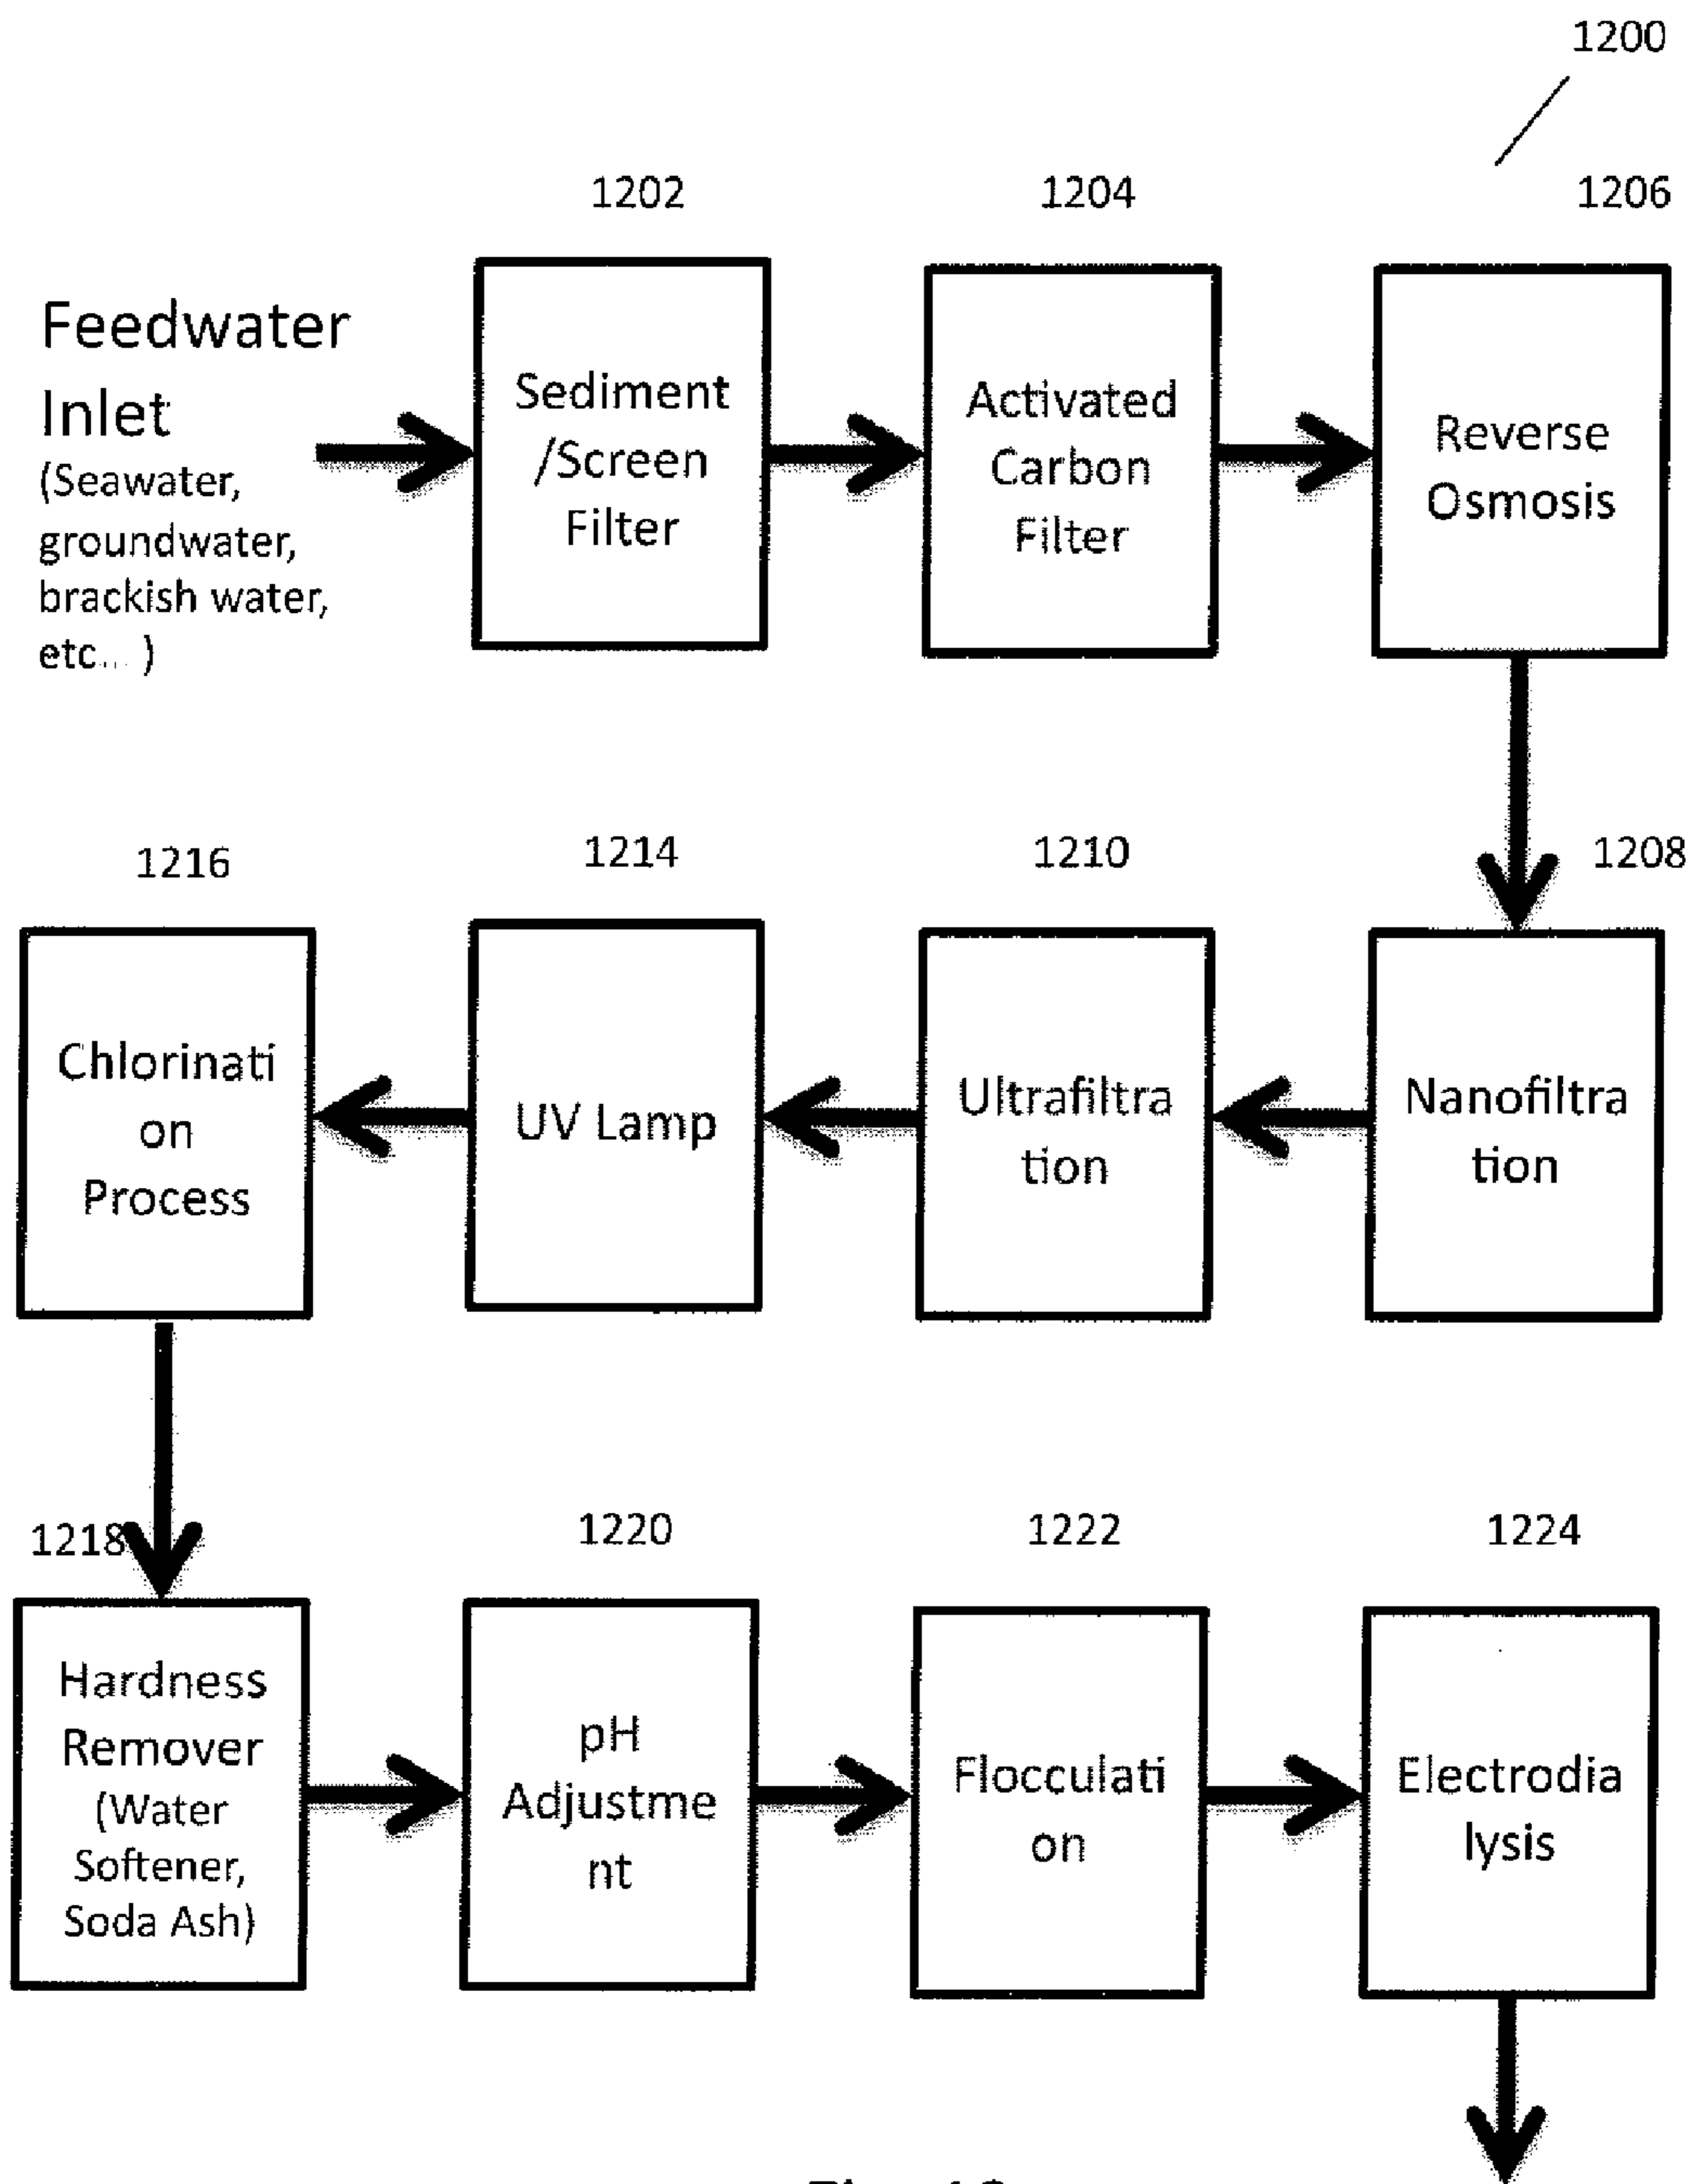 1200
1202
1204
1206
Feedwater
Inlet
(Seawater,
groundwater,
brackish water,
etc... )
Sediment
/Screen
Filter
Activated
Carbon
Filter
Reverse
Osmosis
1216
1214
1210
1208
Chlorinati
on
Process
UV Lamp
Ultrafiltra
tion
Nanofiltra
tion
1218
1220
1222
1224
Hardness
Remover
(Water
Softener,
Soda Ash)
pH
Adjustme
nt
Flocculati
on
Electrodia
lysis